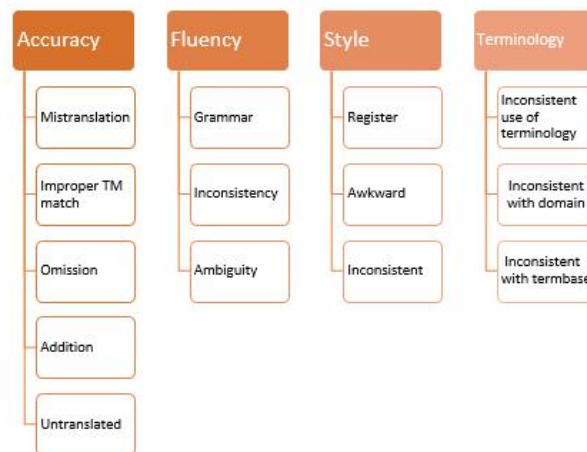 Accuracy
Mistranslation
Improper TM
match
Omission
Addition
Untranslated
Fluency
Grammar
Inconsistency
Ambiguity
Style
Register
Awkward
Inconsistent
Terminology
Inconsistent
use of
terminology
Inconsistent
with domain
Inconsistent
with termbase